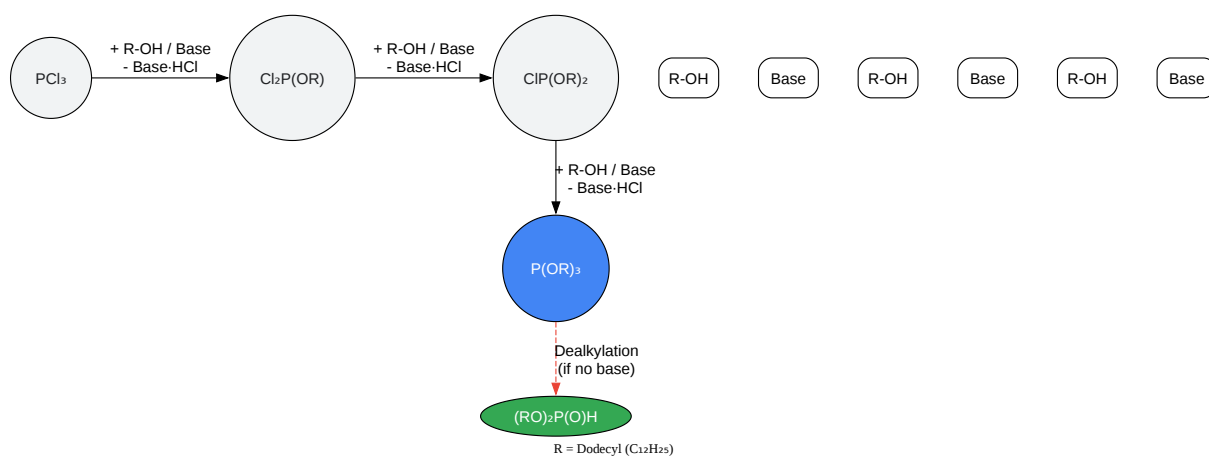 PCl₃
+ R-OH / Base
- Base·HCl
Cl₂P(OR)
+ R-OH / Base
- Base·HCl
ClP(OR)₂
R-OH
Base
R-OH
Base
R-OH
Base
+ R-OH / Base
- Base·HCl
P(OR)₃
Dealkylation
(if no base)
(RO)₂P(O)H
R = Dodecyl (C₁₂H₂₅)